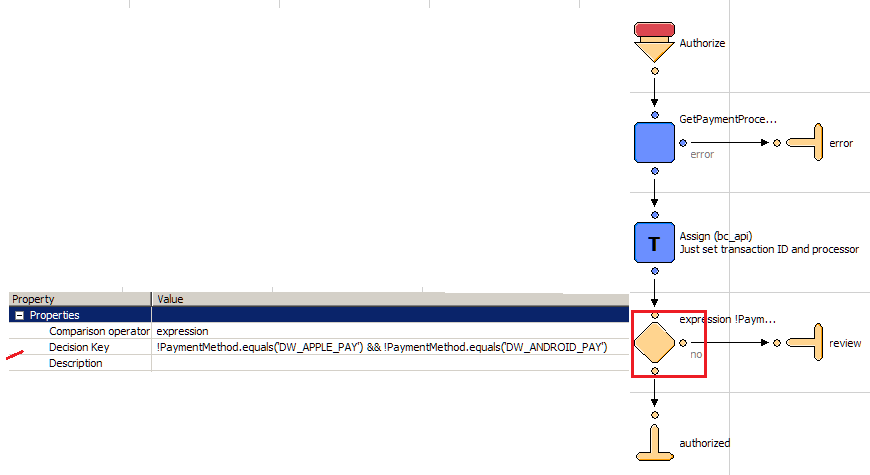 Authorize
GetPaymentProce...
error
error
Assign (bc_api)
Just set transaction ID and processor
T
Property Value
Properties
Comparison operator expression
Decision Key !PaymentMethod.equals('DW_APPLE_PAY') && !PaymentMethod.equals('DW_ANDROID_PAY')
Description
expression !Paym...
no
review
authorized